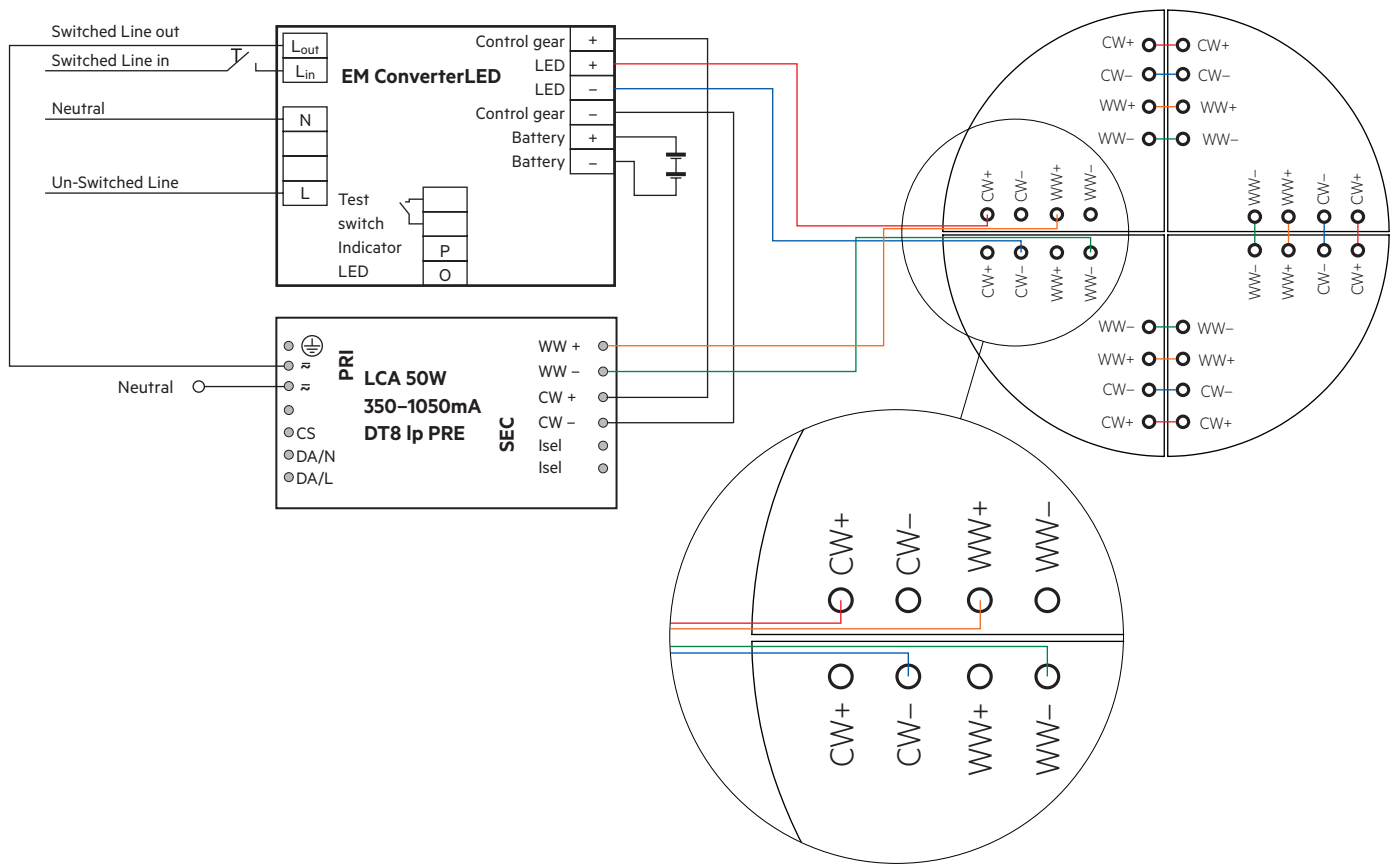 Switched Line out
Switched Line in
Neutral
Un-Switched Line
Lout
Lin
N
L
EM ConverterLED
Test
switch
Indicator
LED
P
O
Control gear +
LED +
LED –
Control gear –
Battery +
Battery –
Neutral
PRI
CS
DA/N
DA/L
LCA 50W
350–1050mA
DT8 lp PRE
SEC
WW +
WW –
CW +
CW –
Isel
Isel
CW+ CW+
CW– CW–
WW+ WW+
WW– WW–
CW+ CW– WW+ WW–
CW+ CW– WW+ WW–
WW– WW+ CW– CW+
WW– WW+ CW– CW+
WW– WW–
WW+ WW+
CW– CW–
CW+ CW+
CW+ CW– WW+ WW–
CW+ CW– WW+ WW–